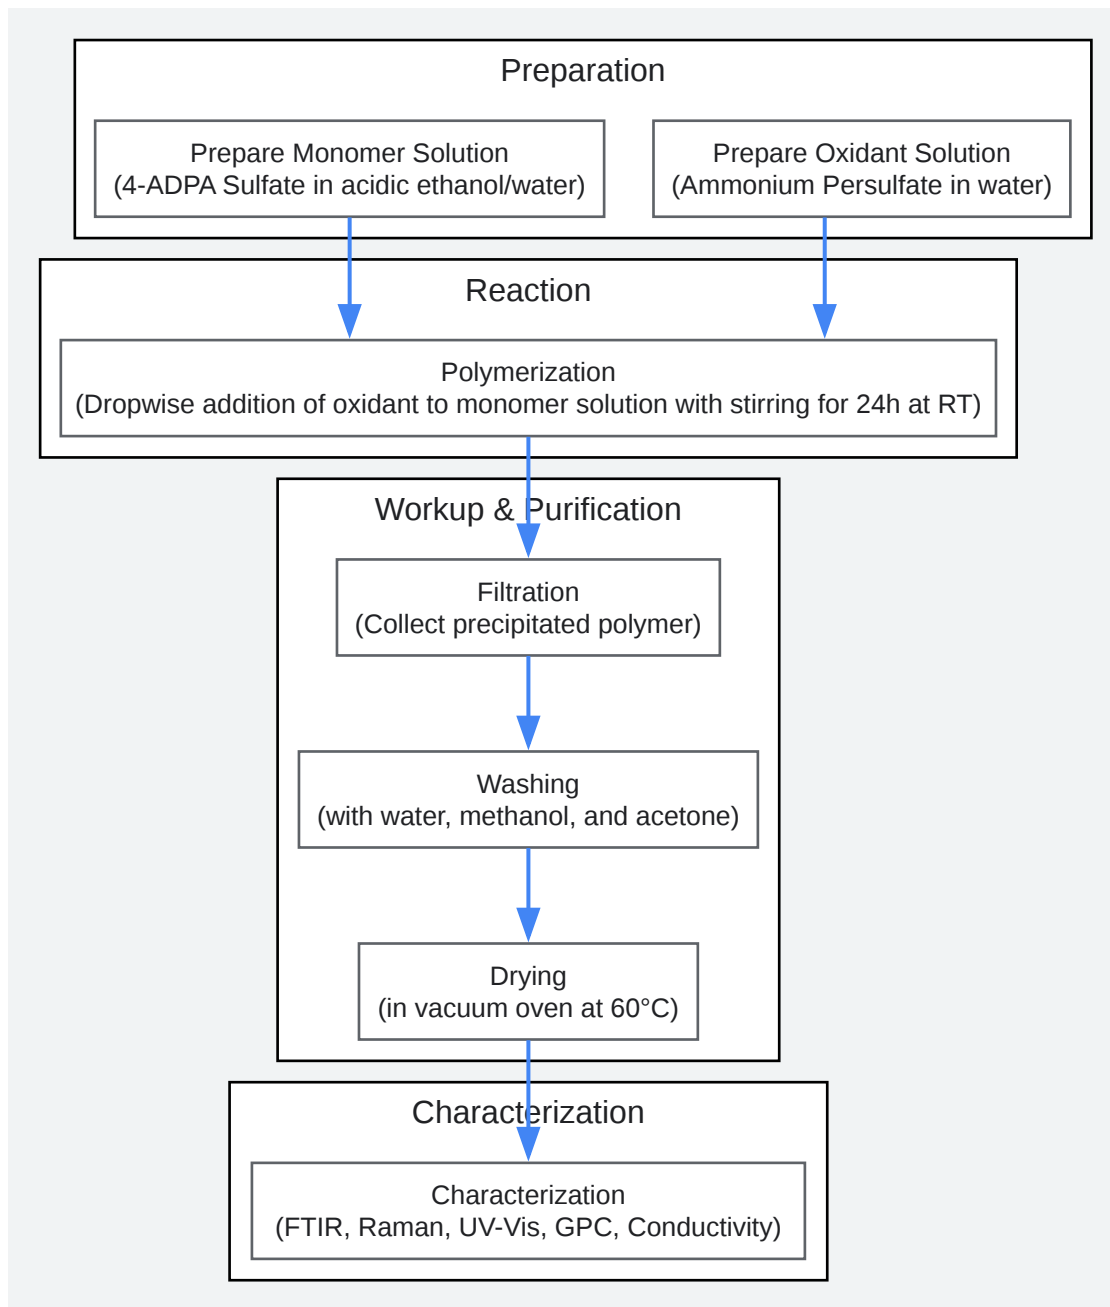 Preparation
Prepare Monomer Solution
(4-ADPA Sulfate in acidic ethanol/water)
Prepare Oxidant Solution
(Ammonium Persulfate in water)
Reaction
Polymerization
(Dropwise addition of oxidant to monomer solution with stirring for 24h at RT)
Workup & Purification
Filtration
(Collect precipitated polymer)
Washing
(with water, methanol, and acetone)
Drying
(in vacuum oven at 60°C)
Characterization
Characterization
(FTIR, Raman, UV-Vis, GPC, Conductivity)